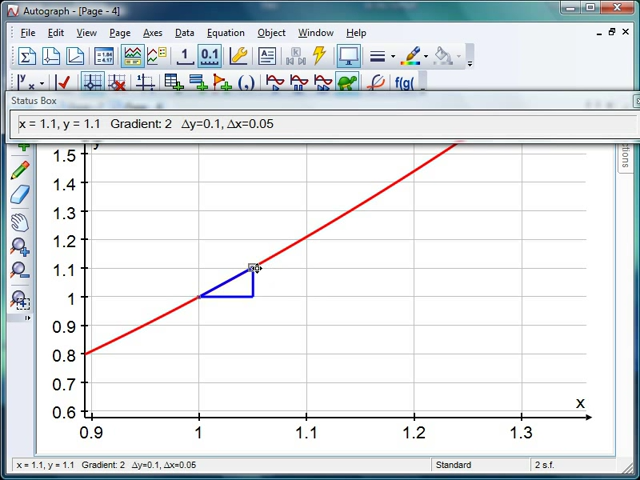 Autograph - [Page - 4]
File Edit View Page Axes Data Equation Object Window Help
1 0.1
y x (,) f(g(
Status Box
x = 1.1, y = 1.1 Gradient: 2 Δy=0.1, Δx=0.05
y
1.5
1.4
1.3
1.2
1.1
1
0.9
0.8
0.7
0.6
x
0.9 1 1.1 1.2 1.3
x = 1.1, y = 1.1 Gradient: 2 Δy=0.1, Δx=0.05 Standard 2 s.f.